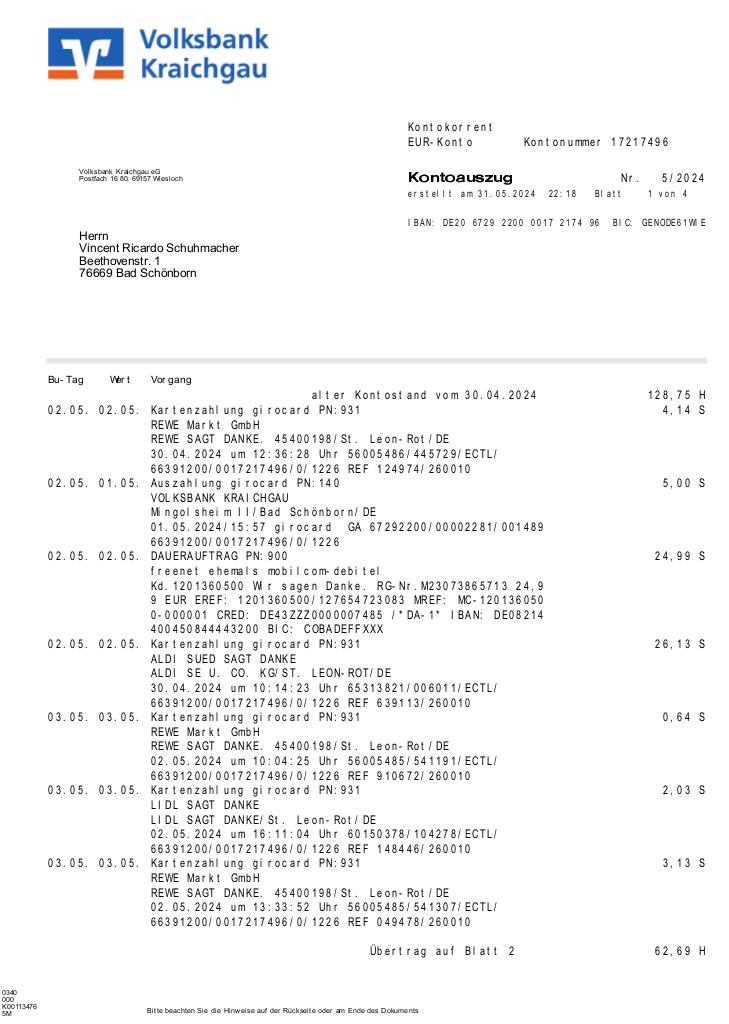 Volksbank
Kraichgau
Kontokorrent
EUR-Konto Kontonummer 17217496
Volksbank Kraichgau eG
Postfach 16 80, 69157 Wiesloch
Kontoauszug Nr. 5/2024
erstellt am 31.05.2024 22:18 Blatt 1 von 4
IBAN: DE20 6729 2200 0017 2174 96 BIC: GENODE61WIE
Herrn
Vincent Ricardo Schuhmacher
Beethovenstr. 1
76669 Bad Schönborn
Bu-Tag Wert Vorgang
alter Kontostand vom 30.04.2024 128,75 H
02.05. 02.05. Kartenzahlung girocard PN:931 4,14 S
REWE Markt GmbH
REWE SAGT DANKE. 45400198/St. Leon-Rot/DE
30.04.2024 um 12:36:28 Uhr 56005486/445729/ECTL/
66391200/0017217496/0/1226 REF 124974/260010
02.05. 01.05. Auszahlung girocard PN:140 5,00 S
VOLKSBANK KRAICHGAU
Mingolsheim II/Bad Schönborn/DE
01.05.2024/15:57 girocard GA 67292200/00002281/001489
66391200/0017217496/0/1226
02.05. 02.05. DAUERAUFTRAG PN:900 24,99 S
freenet ehemals mobilcom-debitel
Kd.1201360500 Wir sagen Danke. RG-Nr.M23073865713 24,9
9 EUR EREF: 1201360500/127654723083 MREF: MC-120136050
0-000001 CRED: DE43ZZZ0000007485 /*DA-1* IBAN: DE08214
400450844443200 BIC: COBADEFFXXX
02.05. 02.05. Kartenzahlung girocard PN:931 26,13 S
ALDI SUED SAGT DANKE
ALDI SE U. CO. KG/ST. LEON-ROT/DE
30.04.2024 um 10:14:23 Uhr 65313821/006011/ECTL/
66391200/0017217496/0/1226 REF 639113/260010
03.05. 03.05. Kartenzahlung girocard PN:931 0,64 S
REWE Markt GmbH
REWE SAGT DANKE. 45400198/St. Leon-Rot/DE
02.05.2024 um 10:04:25 Uhr 56005485/541191/ECTL/
66391200/0017217496/0/1226 REF 910672/260010
03.05. 03.05. Kartenzahlung girocard PN:931 2,03 S
LIDL SAGT DANKE
LIDL SAGT DANKE/St. Leon-Rot/DE
02.05.2024 um 16:11:04 Uhr 60150378/104278/ECTL/
66391200/0017217496/0/1226 REF 148446/260010
03.05. 03.05. Kartenzahlung girocard PN:931 3,13 S
REWE Markt GmbH
REWE SAGT DANKE. 45400198/St. Leon-Rot/DE
02.05.2024 um 13:33:52 Uhr 56005485/541307/ECTL/
66391200/0017217496/0/1226 REF 049478/260010
Übertrag auf Blatt 2 62,69 H
0340
000
K00113476
5M
Bitte beachten Sie die Hinweise auf der Rückseite oder am Ende des Dokuments